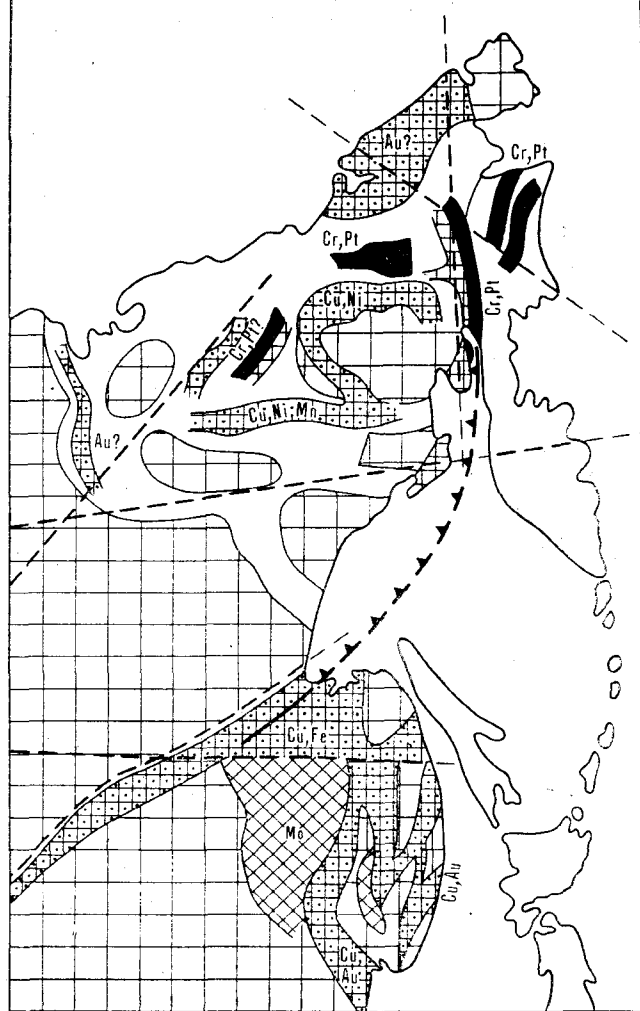 Au?
Cr,Pt
Cr,Pt
Cu,Ni
Cr,Pt
Cr,Pt?
Cu,Ni,Mn
Au?
Cu,Fe
Mo
Cu,Au
Cu,
Au